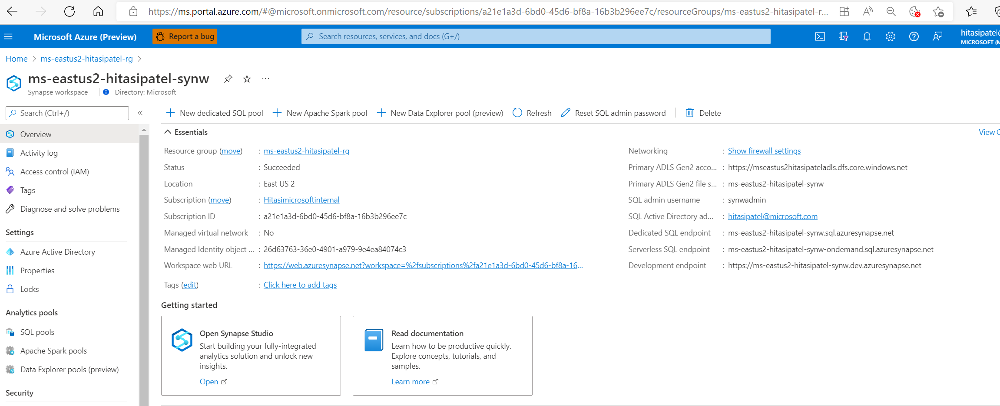 https://ms.portal.azure.com/#@microsoft.onmicrosoft.com/resource/subscriptions/a21e1a3d-6bd0-45d6-bf8a-16b3b296ee7c/resourceGroups/ms-eastus2-hitasipatel-r...
Microsoft Azure (Preview)
Report a bug
Search resources, services, and docs (G+/)
hitasipatel@
MICROSOFT (M
Home > ms-eastus2-hitasipatel-rg >
ms-eastus2-hitasipatel-synw
Synapse workspace
Directory: Microsoft
Search (Ctrl+/)
Overview
Activity log
Access control (IAM)
Tags
Diagnose and solve problems
Settings
Azure Active Directory
Properties
Locks
Analytics pools
SQL pools
Apache Spark pools
Data Explorer pools (preview)
Security
New dedicated SQL pool
New Apache Spark pool
New Data Explorer pool (preview)
Refresh
Reset SQL admin password
Delete
Essentials
View
Resource group (move) : ms-eastus2-hitasipatel-rg
Status : Succeeded
Location : East US 2
Subscription (move) : Hitasimicrosoftinternal
Subscription ID : a21e1a3d-6bd0-45d6-bf8a-16b3b296ee7c
Managed virtual network : No
Managed Identity object ... : 26d63763-36e0-4901-a979-9e4ea84074c3
Workspace web URL : https://web.azuresynapse.net?workspace=%2fsubscriptions%2fa21e1a3d-6bd0-45d6-bf8a-16...
Tags (edit) : Click here to add tags
Networking : Show firewall settings
Primary ADLS Gen2 acco... : https://mseastus2hitasipateladls.dfs.core.windows.net
Primary ADLS Gen2 file s... : ms-eastus2-hitasipatel-synw
SQL admin username : synwadmin
SQL Active Directory ad... : hitasipatel@microsoft.com
Dedicated SQL endpoint : ms-eastus2-hitasipatel-synw.sql.azuresynapse.net
Serverless SQL endpoint : ms-eastus2-hitasipatel-synw-ondemand.sql.azuresynapse.net
Development endpoint : https://ms-eastus2-hitasipatel-synw.dev.azuresynapse.net
Getting started
Open Synapse Studio
Start building your fully-integrated
analytics solution and unlock new
insights.
Open
Read documentation
Learn how to be productive quickly.
Explore concepts, tutorials, and
samples.
Learn more